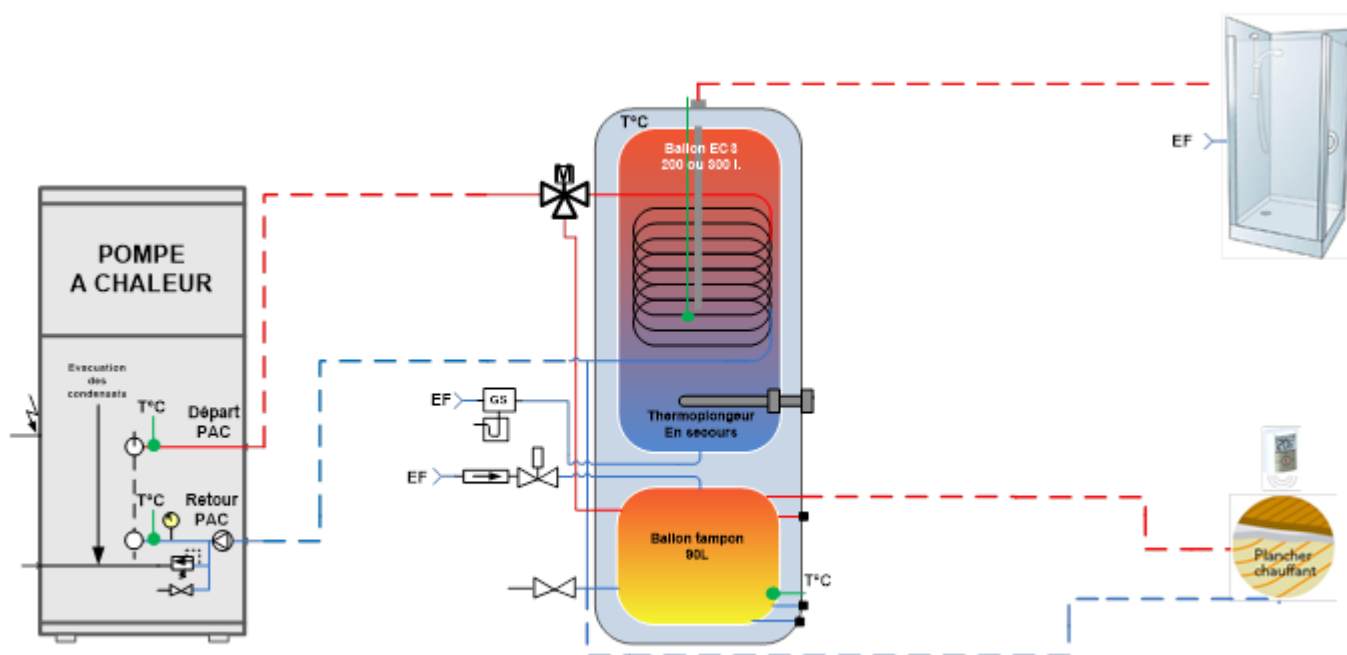 POMPE
A CHALEUR
Evacuation
des
condensats
T°C
Départ
PAC
T°C
Retour
PAC
M
T°C
Ballon EC8
200 ou 300 l.
EF
GS
Thermoplongeur
En secours
EF
Ballon tampon
90L
T°C
EF
Plancher
chauffant